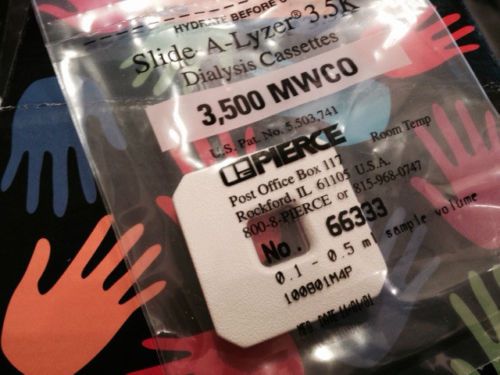 HYDRATE BEFORE
Slide-A-Lyzer® 3.5K
Dialysis Cassettes
3,500 MWCO
U.S. Pat. No. 5,503,741
PIERCE
Room Temp
Post Office Box 117
Rockford, IL 61105 U.S.A.
800-8-PIERCE or 815-968-0747
No. 66333
0.1 - 0.5 ml sample volume
100801M4P
MFG DATE